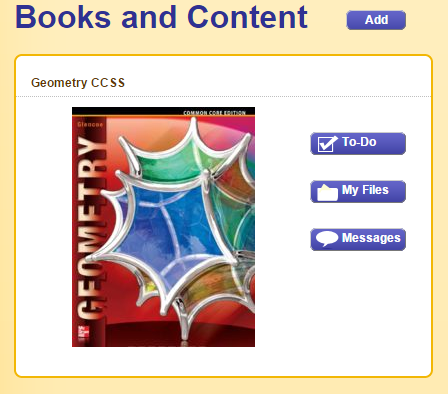 Books and Content
Add
Geometry CCSS
COMMON CORE EDITION
Glencoe
GEOMETRY
To-Do
My Files
Messages